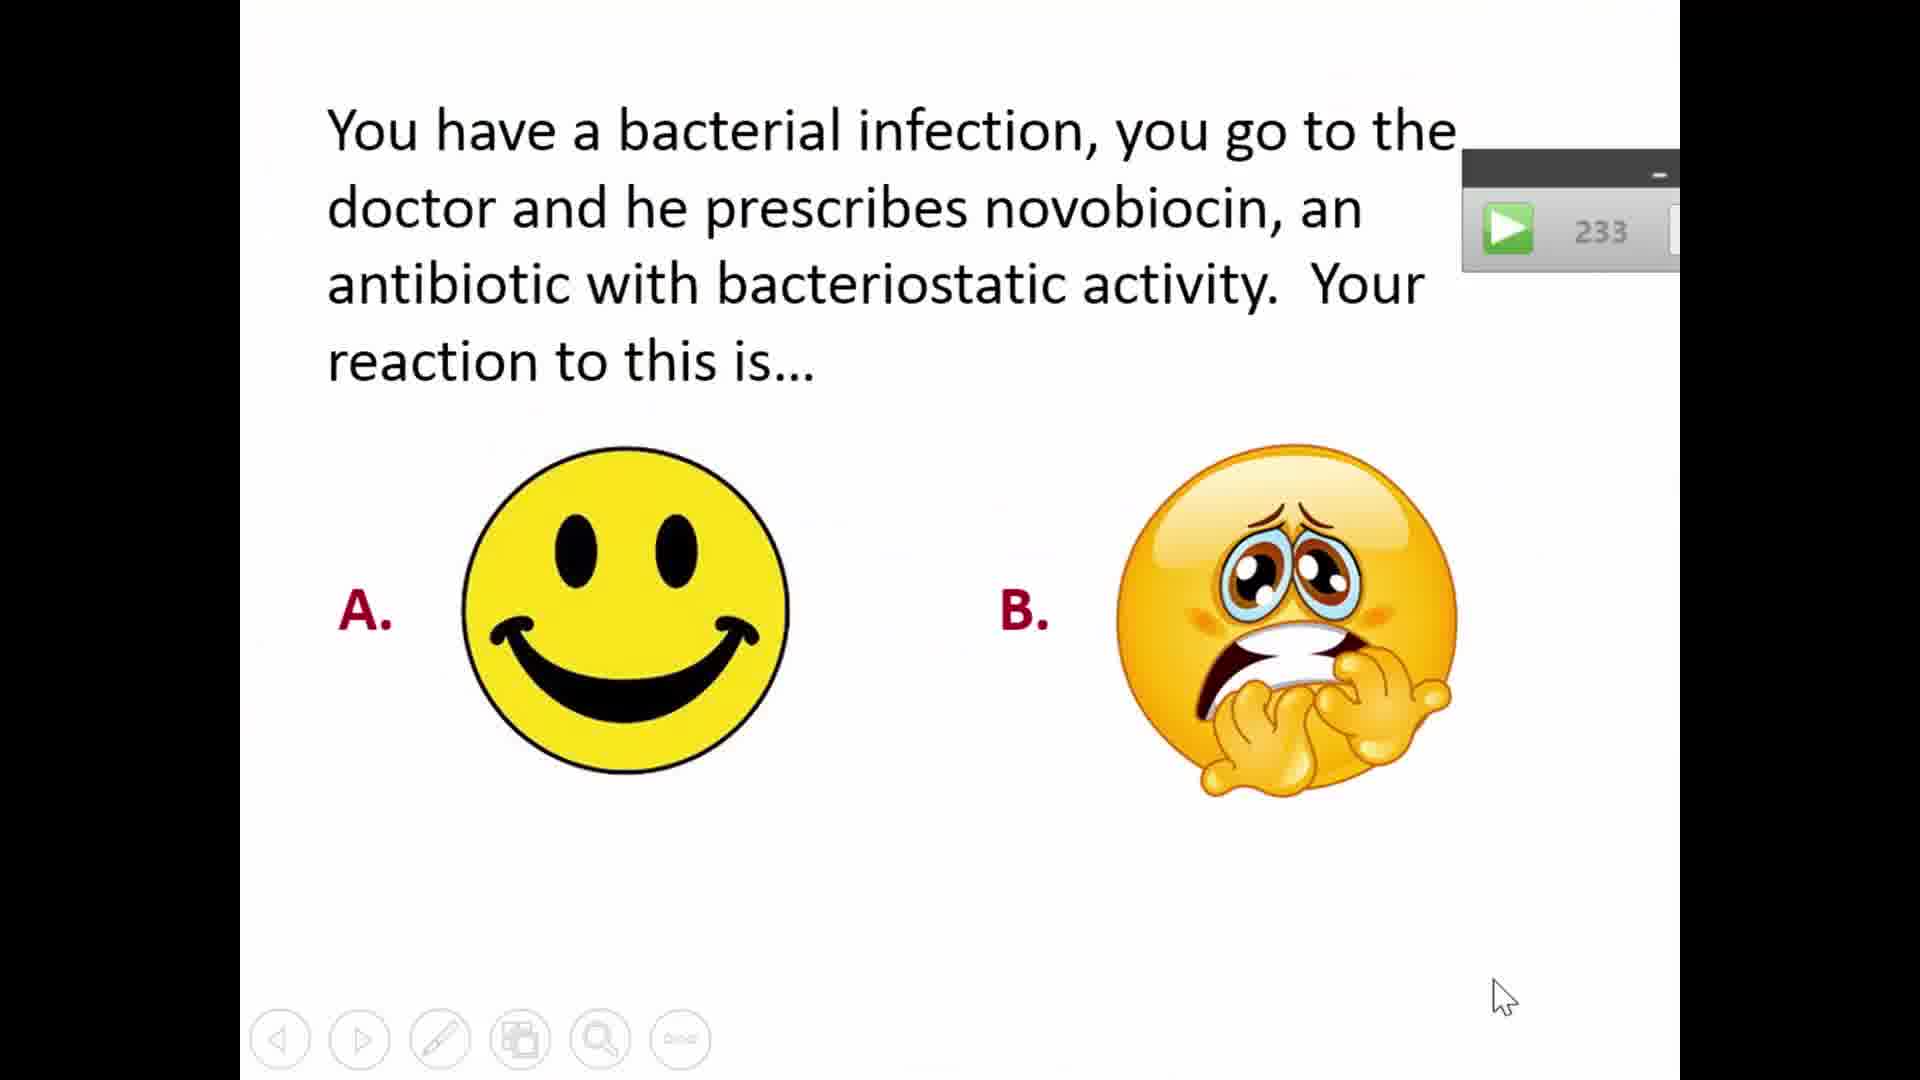 You have a bacterial infection, you go to the
doctor and he prescribes novobiocin, an
antibiotic with bacteriostatic activity.  Your
reaction to this is...
233
A.
B.